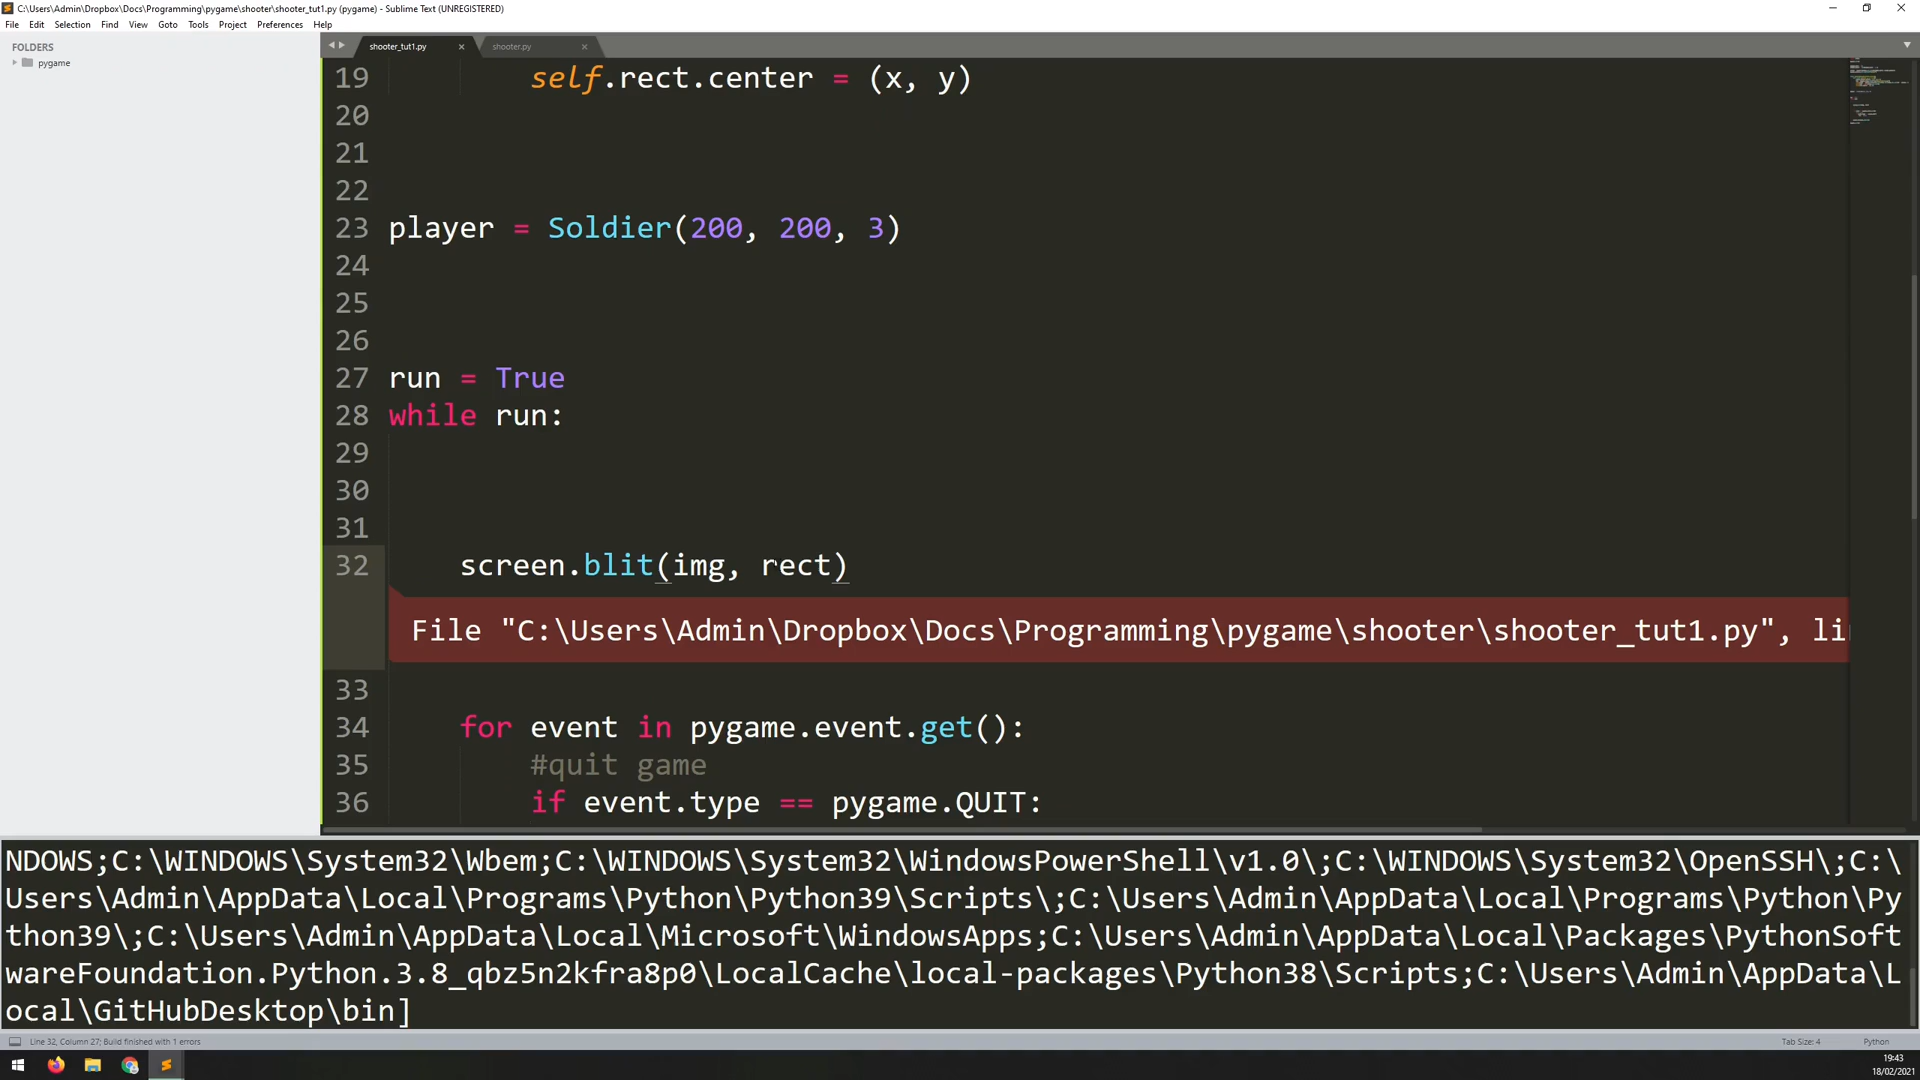 C:\Users\Admin\Dropbox\Docs\Programming\pygame\shooter\shooter_tut1.py (pygame) - Sublime Text (UNREGISTERED)
File Edit Selection Find View Goto Tools Project Preferences Help
FOLDERS
pygame
shooter_tut1.py
shooter.py
19 self.rect.center = (x, y)
20
21
22
23 player = Soldier(200, 200, 3)
24
25
26
27 run = True
28 while run:
29
30
31
32 screen.blit(img, rect)
File "C:\Users\Admin\Dropbox\Docs\Programming\pygame\shooter\shooter_tut1.py", li
33
34 for event in pygame.event.get():
35 #quit game
36 if event.type == pygame.QUIT:
NDOWS;C:\WINDOWS\System32\Wbem;C:\WINDOWS\System32\WindowsPowerShell\v1.0\;C:\WINDOWS\System32\OpenSSH\;C:\
Users\Admin\AppData\Local\Programs\Python\Python39\Scripts\;C:\Users\Admin\AppData\Local\Programs\Python\Py
thon39\;C:\Users\Admin\AppData\Local\Microsoft\WindowsApps;C:\Users\Admin\AppData\Local\Packages\PythonSoft
wareFoundation.Python.3.8_qbz5n2kfra8p0\LocalCache\local-packages\Python38\Scripts;C:\Users\Admin\AppData\L
ocal\GitHubDesktop\bin]
Line 32, Column 27; Build finished with 1 errors
Tab Size: 4
Python
19:43
18/02/2021